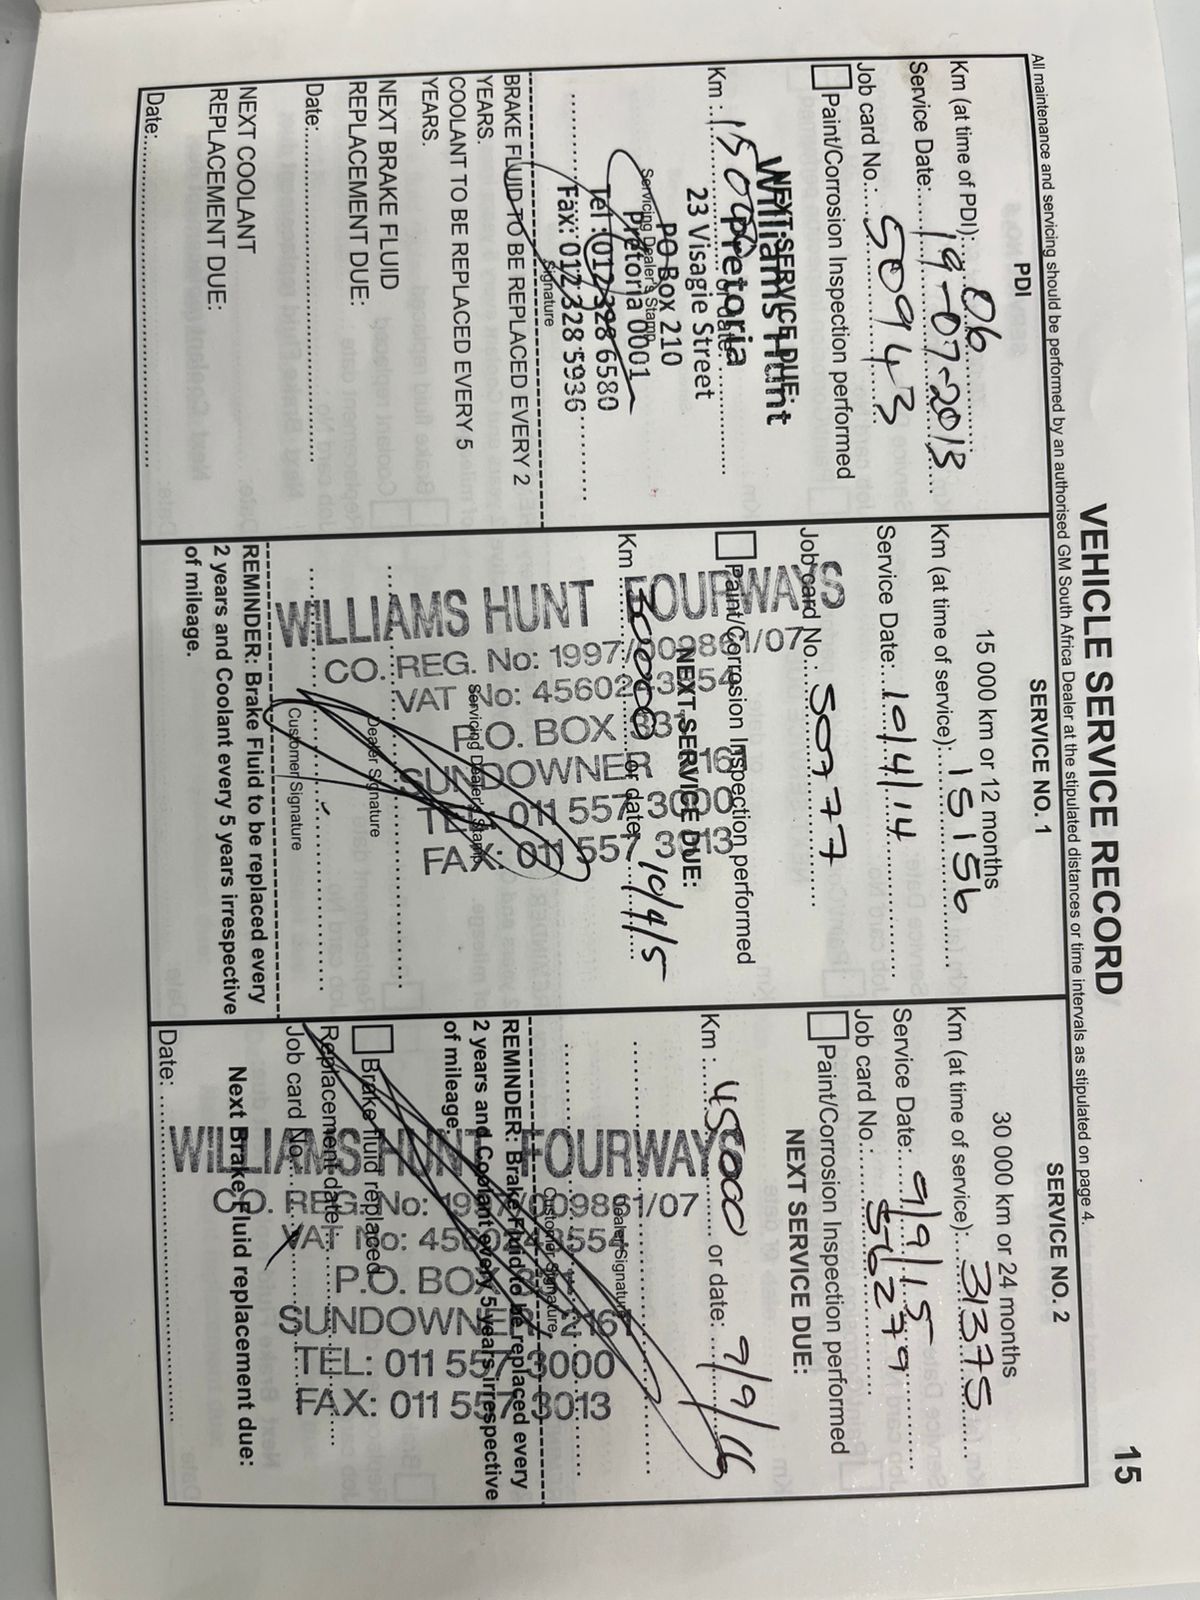 15
VEHICLE SERVICE RECORD
All maintenance and servicing should be performed by an authorised GM South Africa Dealer at the stipulated distances or time intervals as stipulated on page 4.
PDI
Km (at time of PDI): 06
Service Date: 19-07-2013
Job card No.: 50943
Paint/Corrosion Inspection performed
NEXT SERVICE DUE:
Williams Hunt
Km : 15000 or date:
Pretoria
23 Visagie Street
PO Box 210
Servicing Dealer's Stamp
Pretoria 0001
Tel :012 328 6580
Fax: 012 328 5936
Signature
BRAKE FLUID TO BE REPLACED EVERY 2
YEARS.
COOLANT TO BE REPLACED EVERY 5
YEARS.
NEXT BRAKE FLUID
REPLACEMENT DUE:
Date:
NEXT COOLANT
REPLACEMENT DUE:
Date:
SERVICE NO. 1
15 000 km or 12 months
Km (at time of service): 15156
Service Date: 10/4/14
Job card No.: 50777
Paint/Corrosion Inspection performed
NEXT SERVICE DUE:
Km 30000 or date: 10/4/15
WILLIAMS HUNT FOURWAYS
CO. REG. No: 1997/009861/07
VAT No:
P.O. BOX
SUNDOWNER
TEL: 011 557 3000
FAX: 011 557 3013
Servicing Dealer's Stamp
Dealer Signature
Customer Signature
REMINDER: Brake Fluid to be replaced every
2 years and Coolant every 5 years irrespective
of mileage.
SERVICE NO. 2
30 000 km or 24 months
Km (at time of service): 31375
Service Date: 9/9/15
Job card No.: 56279
Paint/Corrosion Inspection performed
NEXT SERVICE DUE:
Km : 45000 or date: 9/9/16
Dealer Signature
Customer Signature
REMINDER: Brake Fluid to be replaced every
2 years and Coolant every 5 years irrespective
of mileage.
Brake fluid replaced
Replacement date:
Job card No.
Next Brake Fluid replacement due:
Date:
WILLIAMS HUNT FOURWAYS
CO. REG. No: 1997/009861/07
VAT No:
P.O. BOX
SUNDOWNER
TEL: 011 557 3000
FAX: 011 557 3013